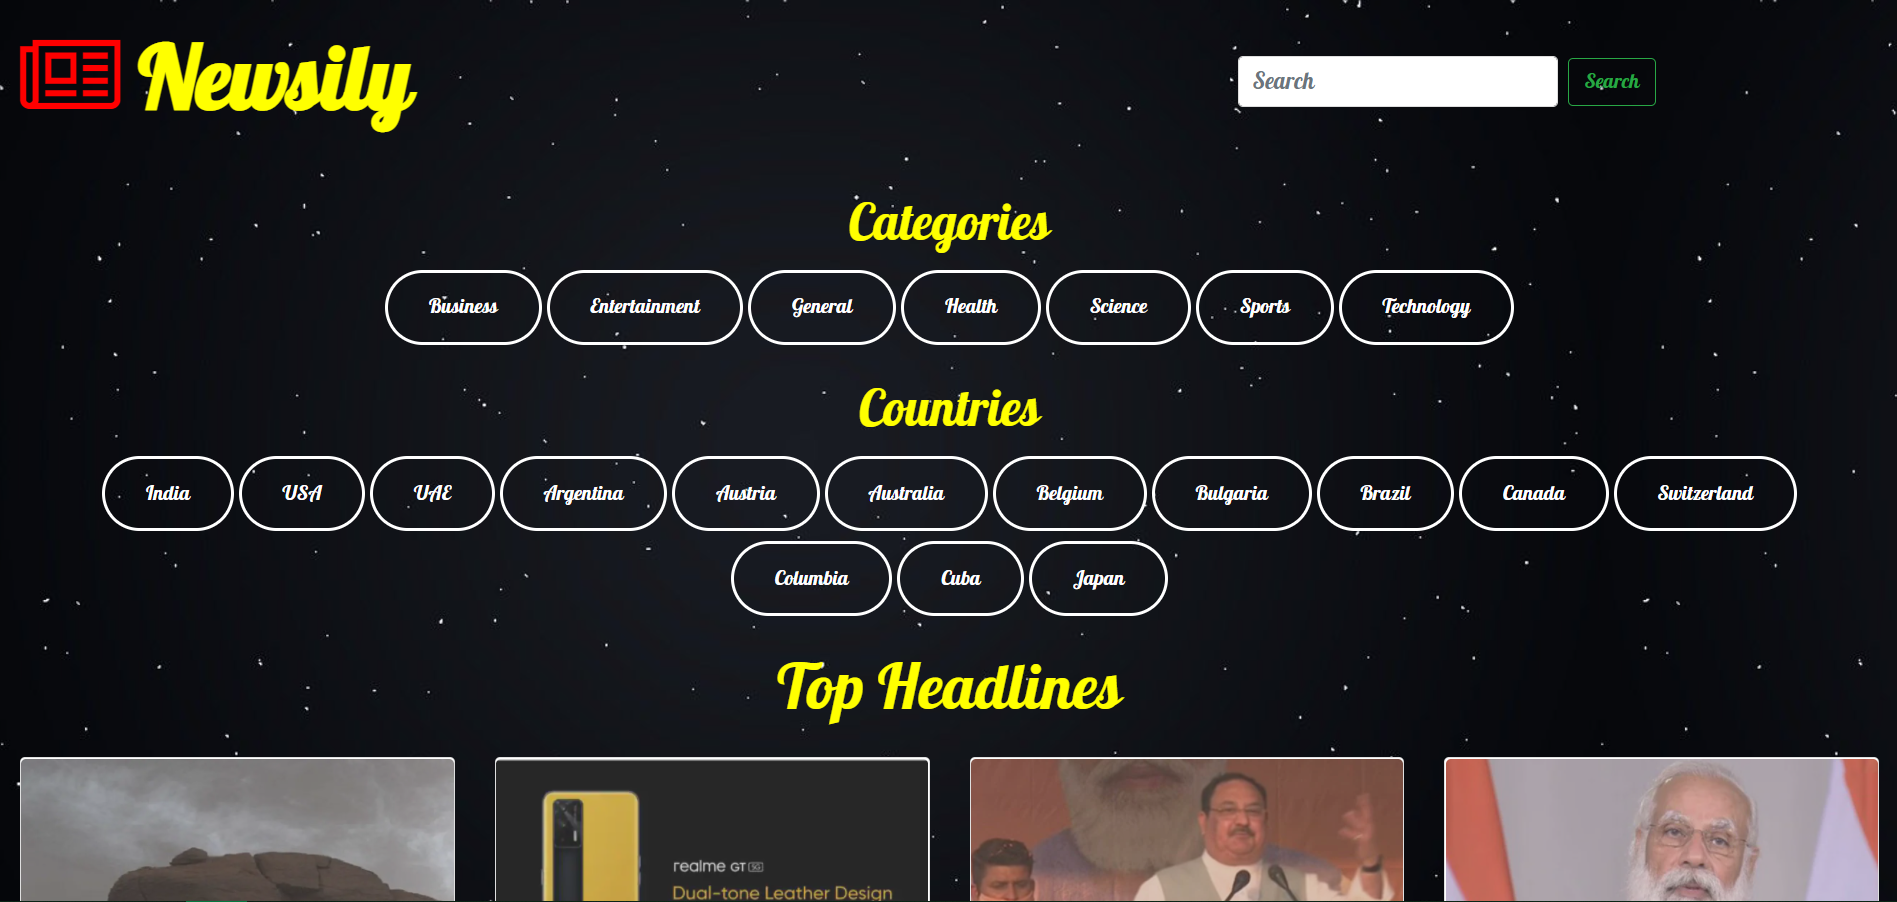 Newsily
Search Search
Categories
Business Entertainment General Health Science Sports Technology
Countries
India USA UAE Argentina Austria Australia Belgium Bulgaria Brazil Canada Switzerland
Columbia Cuba Japan
Top Headlines
realme GT 5G
Dual-tone Leather Design